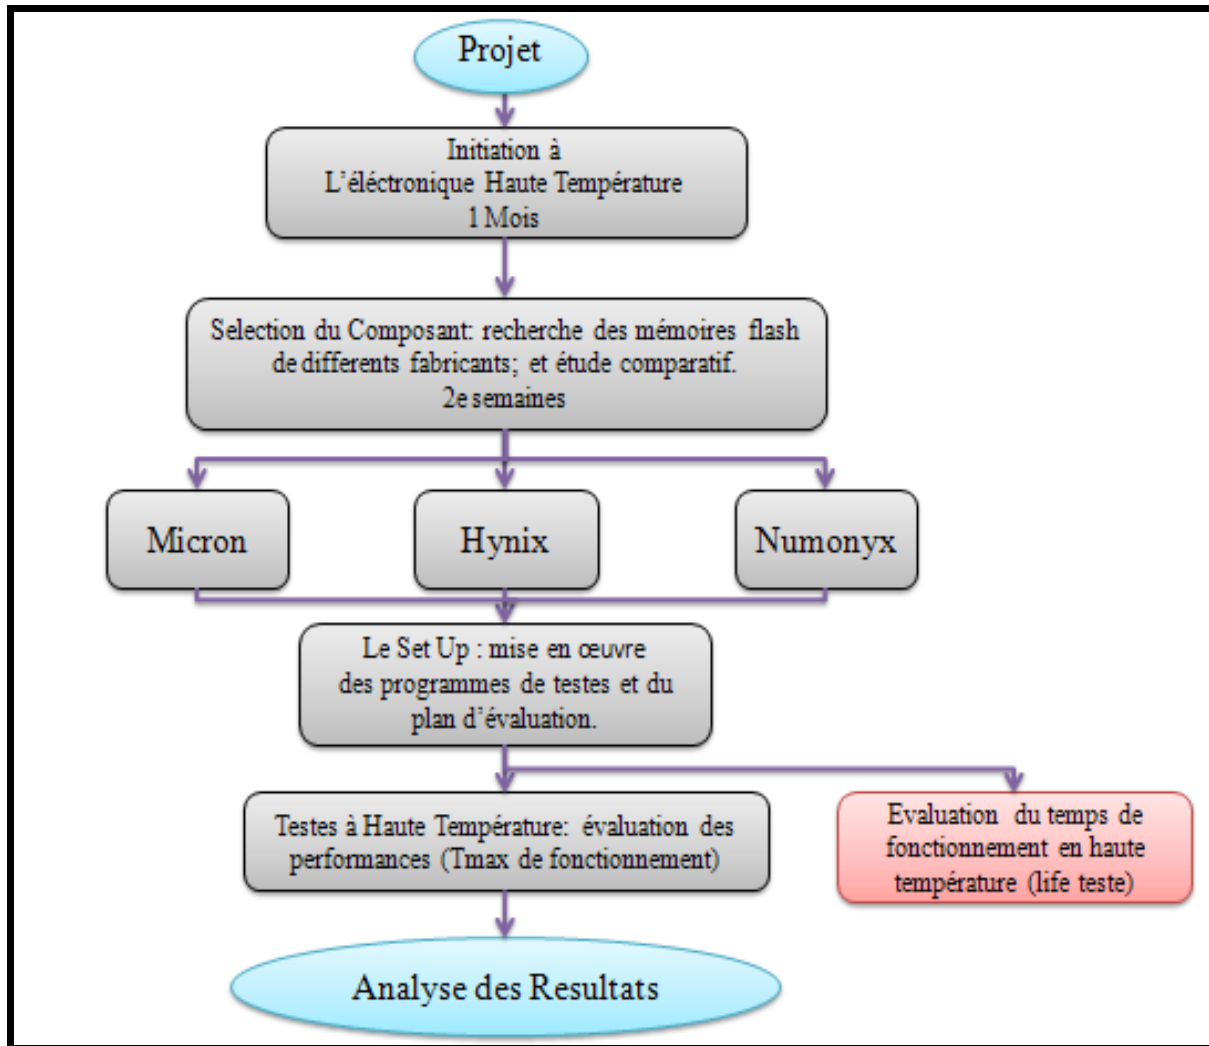 Projet
Initiation à
L'éléctronique Haute Température
1 Mois
Selection du Composant: recherche des mémoires flash
de differents fabricants; et étude comparatif.
2e semaines
Micron
Hynix
Numonyx
Le Set Up : mise en œuvre
des programmes de testes et du
plan d'évaluation.
Testes à Haute Température: évaluation des
performances (Tmax de fonctionnement)
Evaluation du temps de
fonctionnement en haute
température (life teste)
Analyse des Resultats